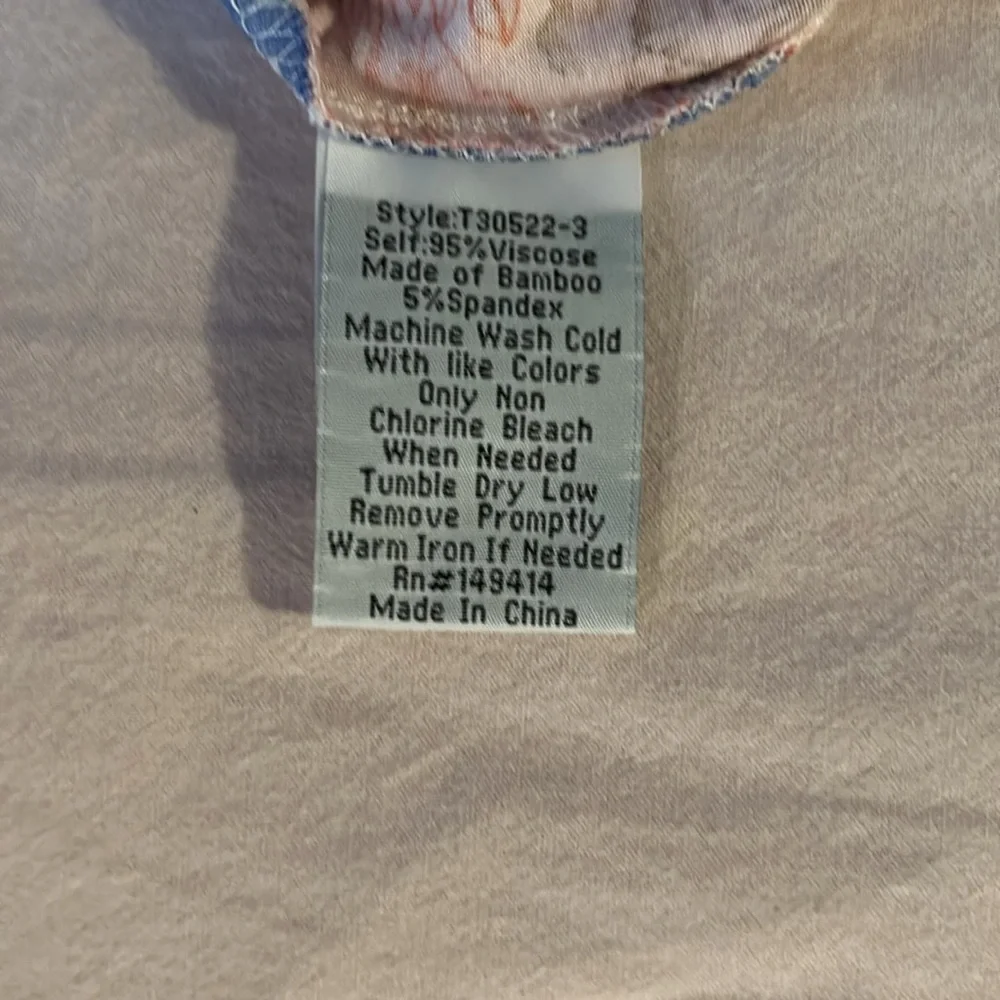 Style:T30522-3
Self:95%Viscose
Made of Bamboo
5%Spandex
Machine Wash Cold
With like Colors
Only Non
Chlorine Bleach
When Needed
Tumble Dry Low
Remove Promptly
Warm Iron If Needed
Rn#149414
Made In China